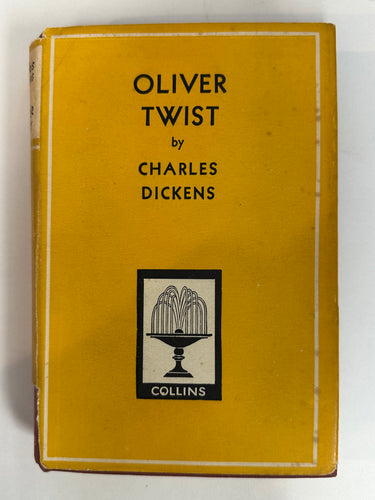 OLIVER
TWIST
by
CHARLES
DICKENS
COLLINS